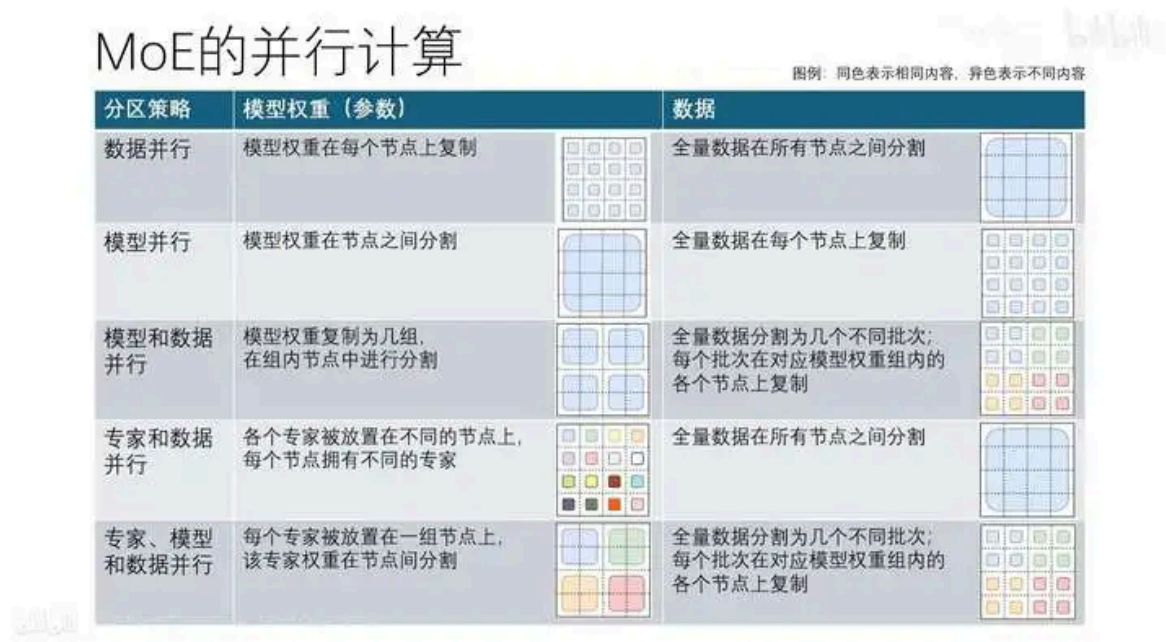 MoE的并行计算
图例：同色表示相同内容，异色表示不同内容
分区策略 模型权重（参数） 数据
数据并行 模型权重在每个节点上复制 全量数据在所有节点之间分割
模型并行 模型权重在节点之间分割 全量数据在每个节点上复制
模型和数据
并行
模型权重复制为几组，
在组内节点中进行分割
全量数据分割为几个不同批次；
每个批次在对应模型权重组内的
各个节点上复制
专家和数据
并行
各个专家被放置在不同的节点上，
每个节点拥有不同的专家
全量数据在所有节点之间分割
专家、模型
和数据并行
每个专家被放置在一组节点上，
该专家权重在节点间分割
全量数据分割为几个不同批次；
每个批次在对应模型权重组内的
各个节点上复制